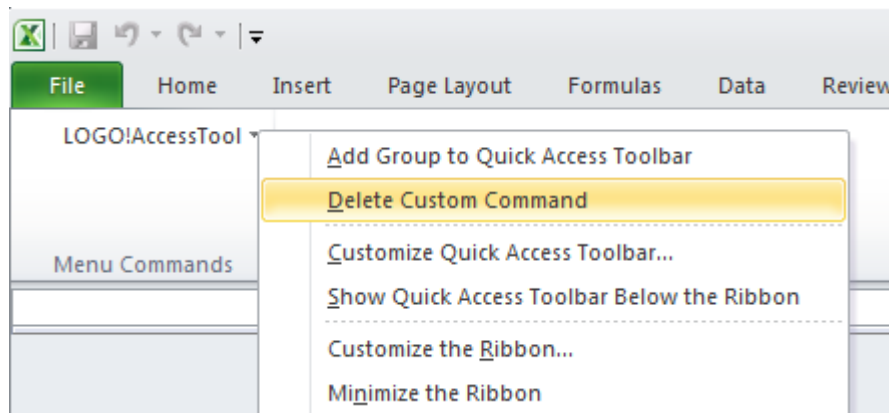 File Home Insert Page Layout Formulas Data Review
LOGO!AccessTool
Add Group to Quick Access Toolbar
Delete Custom Command
Customize Quick Access Toolbar...
Menu Commands
Show Quick Access Toolbar Below the Ribbon
Customize the Ribbon...
Minimize the Ribbon